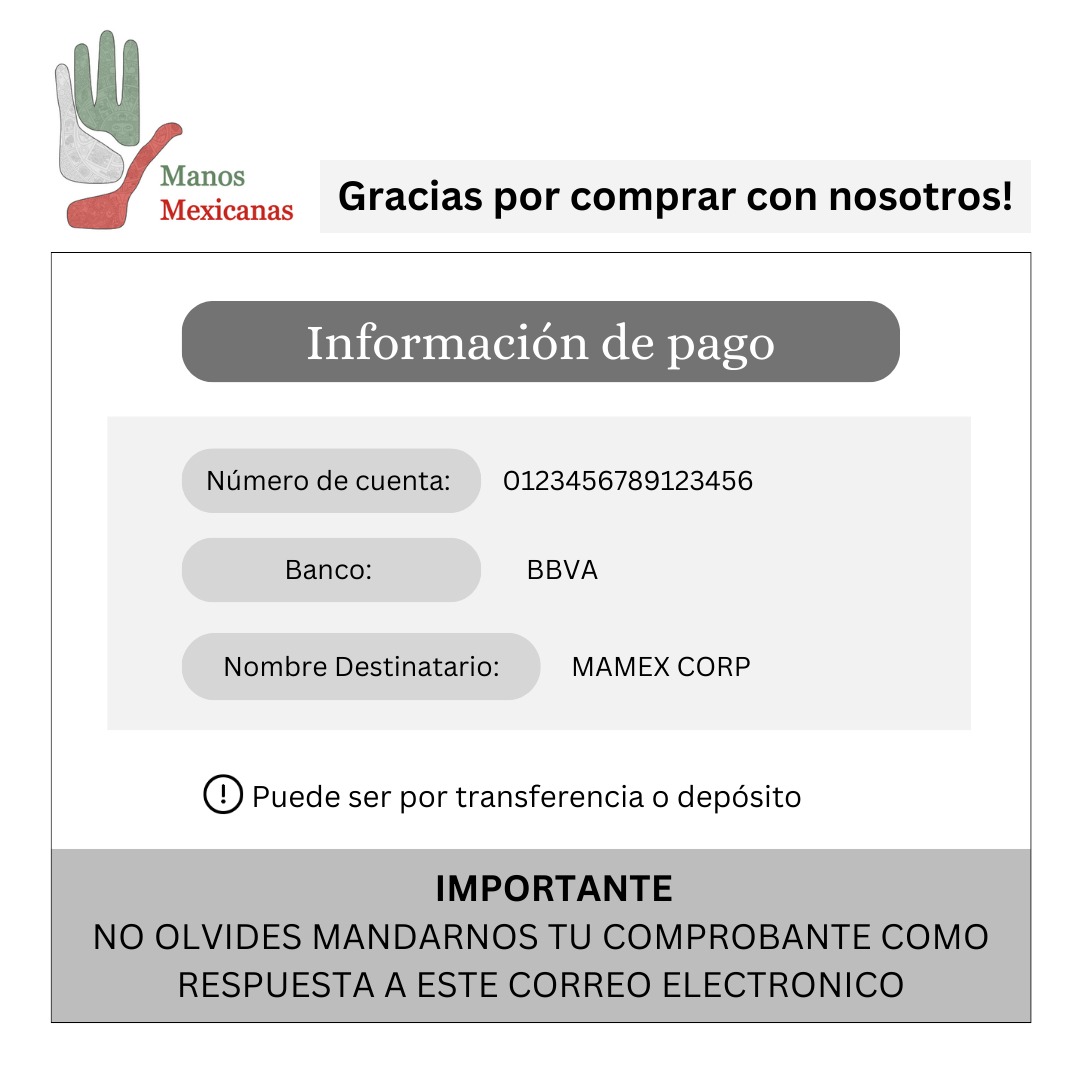 Manos
Mexicanas
Gracias por comprar con nosotros!
Información de pago
Número de cuenta: 0123456789123456
Banco: BBVA
Nombre Destinatario: MAMEX CORP
! Puede ser por transferencia o depósito
IMPORTANTE
NO OLVIDES MANDARNOS TU COMPROBANTE COMO
RESPUESTA A ESTE CORREO ELECTRONICO